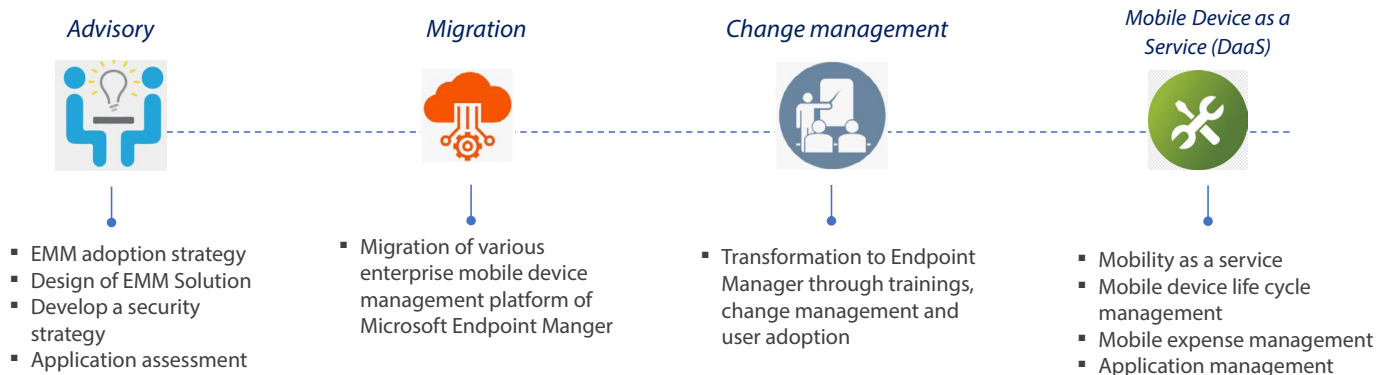 Advisory
Migration
Change management
Mobile Device as a
Service (DaaS)
▪ EMM adoption strategy
▪ Design of EMM Solution
▪ Develop a security
strategy
▪ Application assessment
▪ Migration of various
enterprise mobile device
management platform of
Microsoft Endpoint Manger
▪ Transformation to Endpoint
Manager through trainings,
change management and
user adoption
▪ Mobility as a service
▪ Mobile device life cycle
management
▪ Mobile expense management
▪ Application management